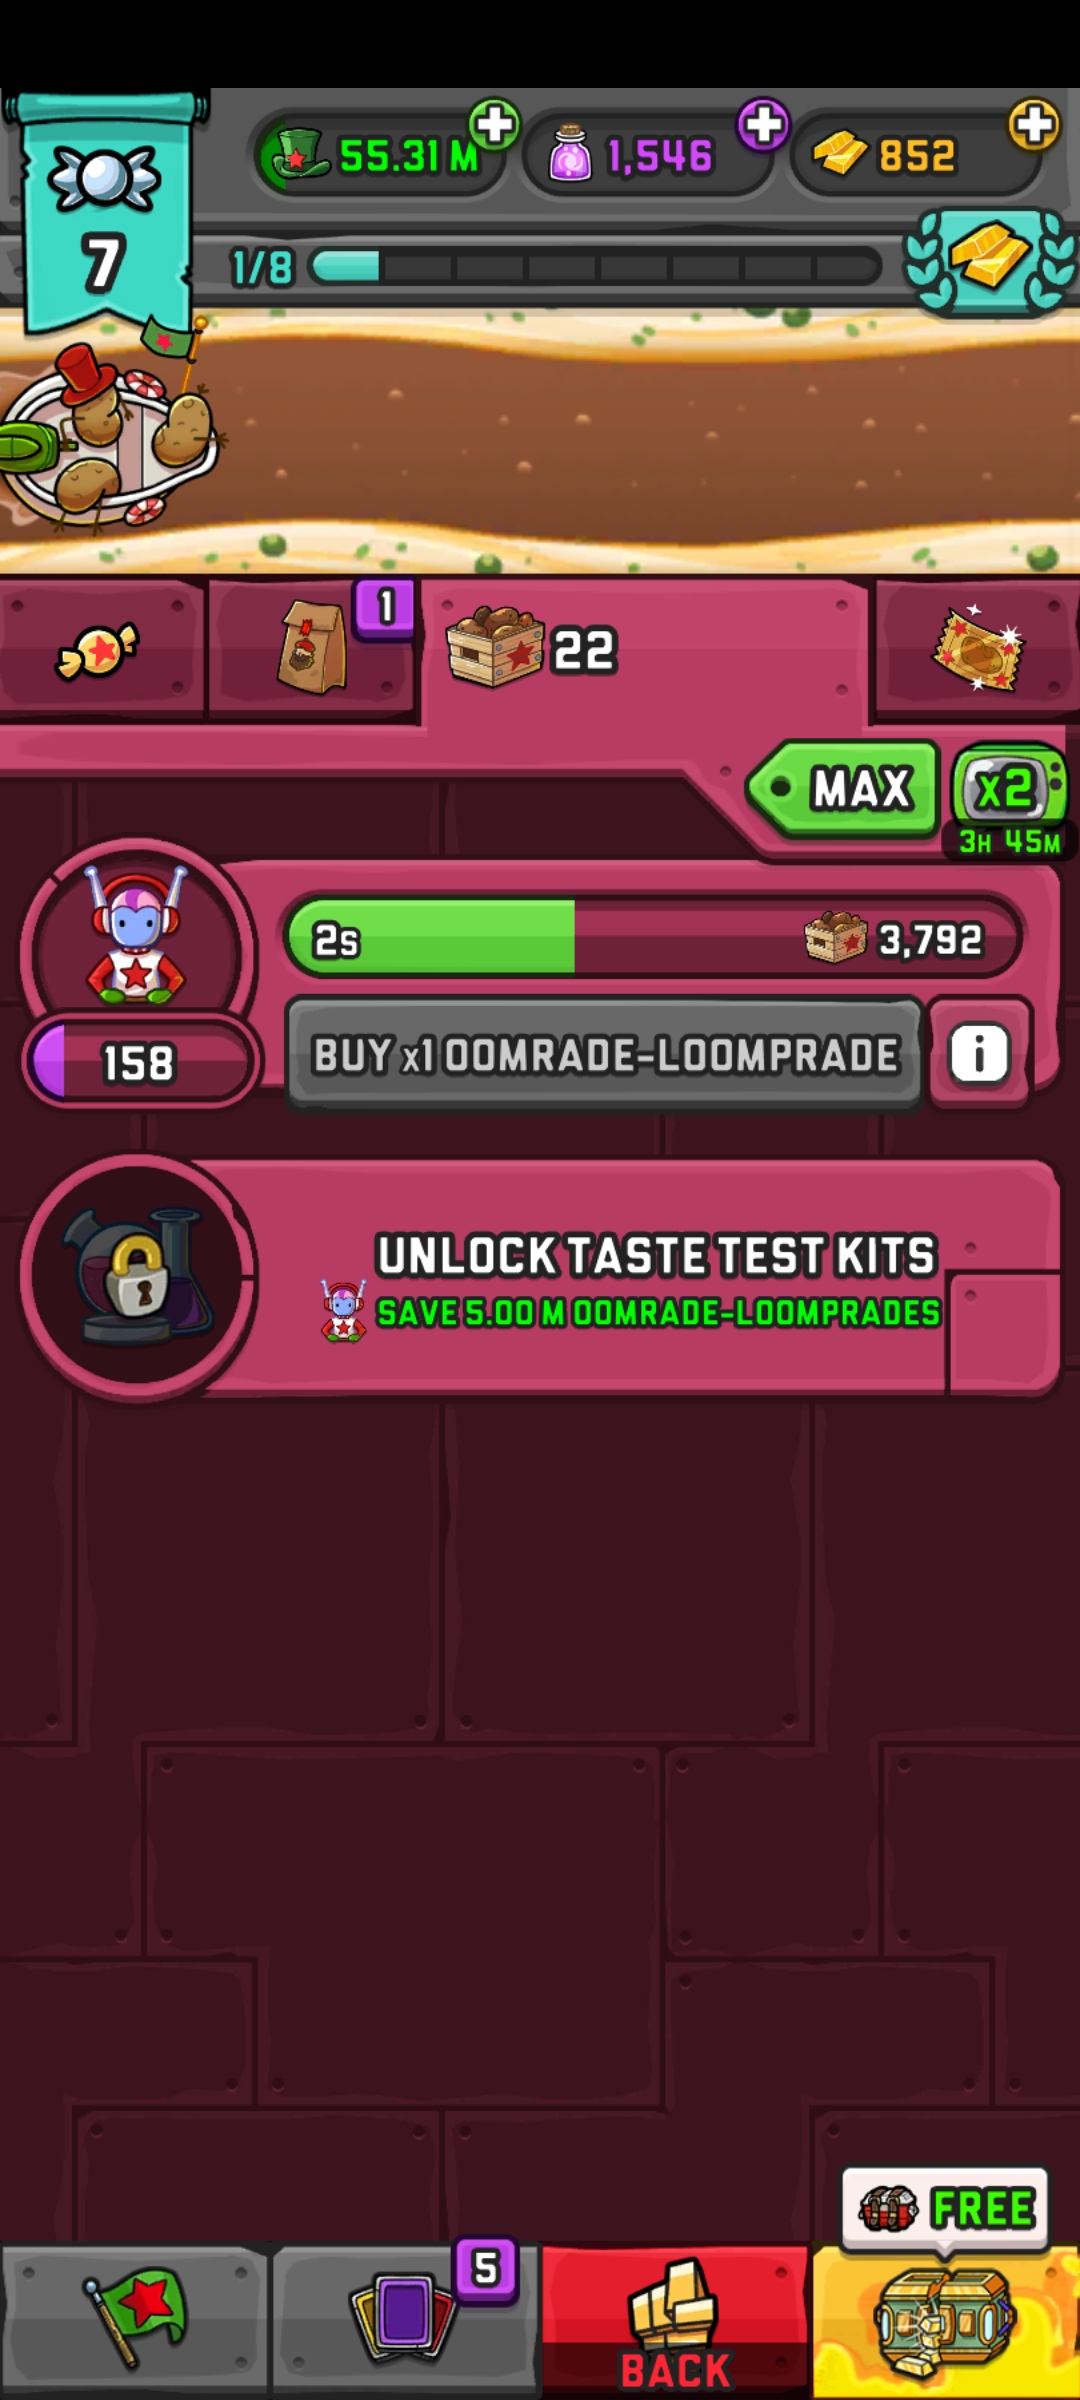 55.31 M
1,546
852
7
1/8
1
22
MAX
x2
3H 45M
2s
3,792
158
BUY x1 OOMRADE-LOOMPRADE
i
UNLOCK TASTE TEST KITS
SAVE 5.00 M OOMRADE-LOOMPRADES
FREE
5
BACK